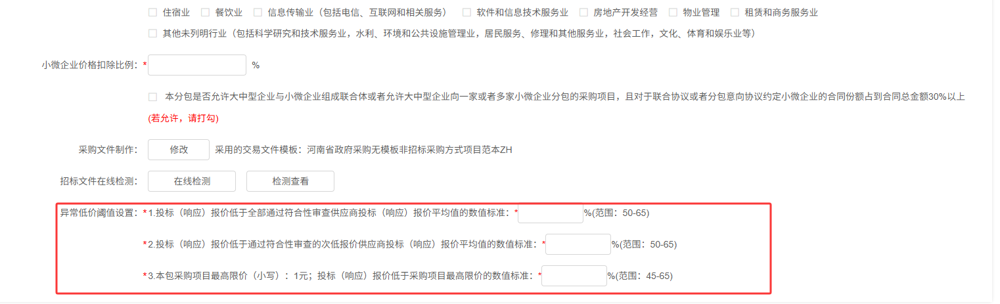 住宿业 餐饮业 信息传输业（包括电信、互联网和相关服务） 软件和信息技术服务业 房地产开发经营 物业管理 租赁和商务服务业
其他未列明行业（包括科学研究和技术服务业，水利、环境和公共设施管理业，居民服务、修理和其他服务业，社会工作，文化、体育和娱乐业等）
小微企业价格扣除比例：* %
本分包是否允许大中型企业与小微企业组成联合体或者允许大中型企业向一家或者多家小微企业分包的采购项目，且对于联合协议或者分包意向协议约定小微企业的合同份额占到合同总金额30%以上
(若允许，请打勾)
采购文件制作： 修改 采用的交易文件模板：河南省政府采购无模板非招标采购方式项目范本ZH
招标文件在线检测： 在线检测 检测查看
异常低价阈值设置：*1.投标（响应）报价低于全部通过符合性审查供应商投标（响应）报价平均值的数值标准：* %(范围：50-65)
*2.投标（响应）报价低于通过符合性审查的次低报价供应商投标（响应）报价平均值的数值标准：* %(范围：50-65)
*3.本包采购项目最高限价（小写）：1元；投标（响应）报价低于采购项目最高限价的数值标准：* %(范围：45-65)